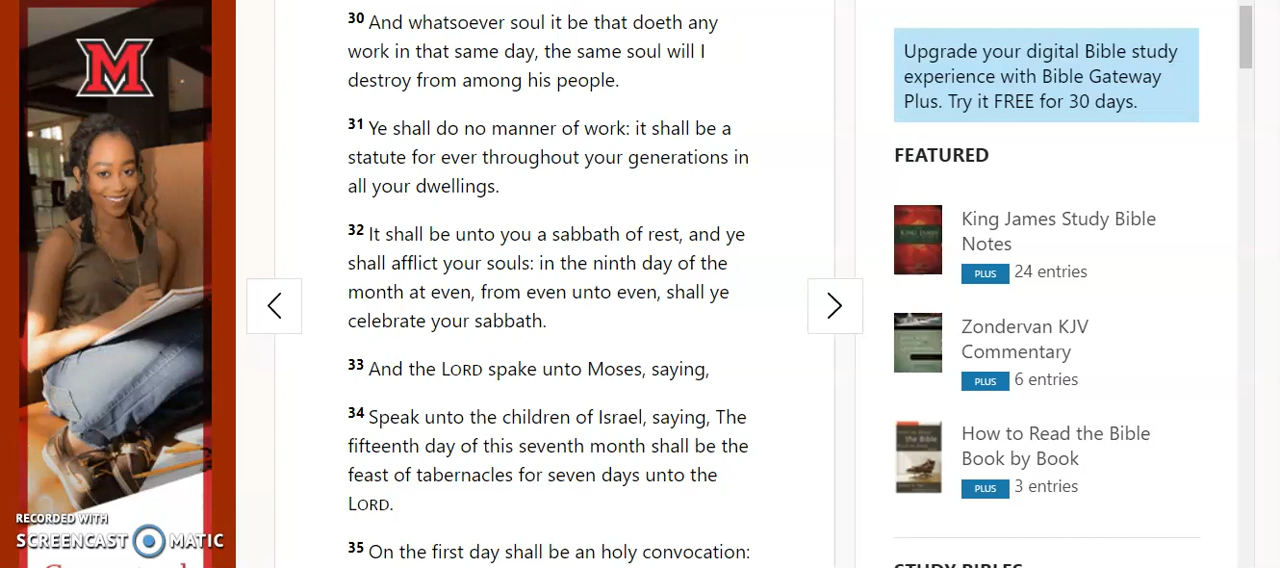 M
RECORDED WITH
SCREENCAST MATIC
30 And whatsoever soul it be that doeth any
work in that same day, the same soul will I
destroy from among his people.
31 Ye shall do no manner of work: it shall be a
statute for ever throughout your generations in
all your dwellings.
32 It shall be unto you a sabbath of rest, and ye
shall afflict your souls: in the ninth day of the
month at even, from even unto even, shall ye
celebrate your sabbath.
33 And the LORD spake unto Moses, saying,
34 Speak unto the children of Israel, saying, The
fifteenth day of this seventh month shall be the
feast of tabernacles for seven days unto the
LORD.
35 On the first day shall be an holy convocation:
Upgrade your digital Bible study
experience with Bible Gateway
Plus. Try it FREE for 30 days.
FEATURED
King James Study Bible
Notes
PLUS 24 entries
Zondervan KJV
Commentary
PLUS 6 entries
How to Read the Bible
Book by Book
PLUS 3 entries
STUDY BIBLES